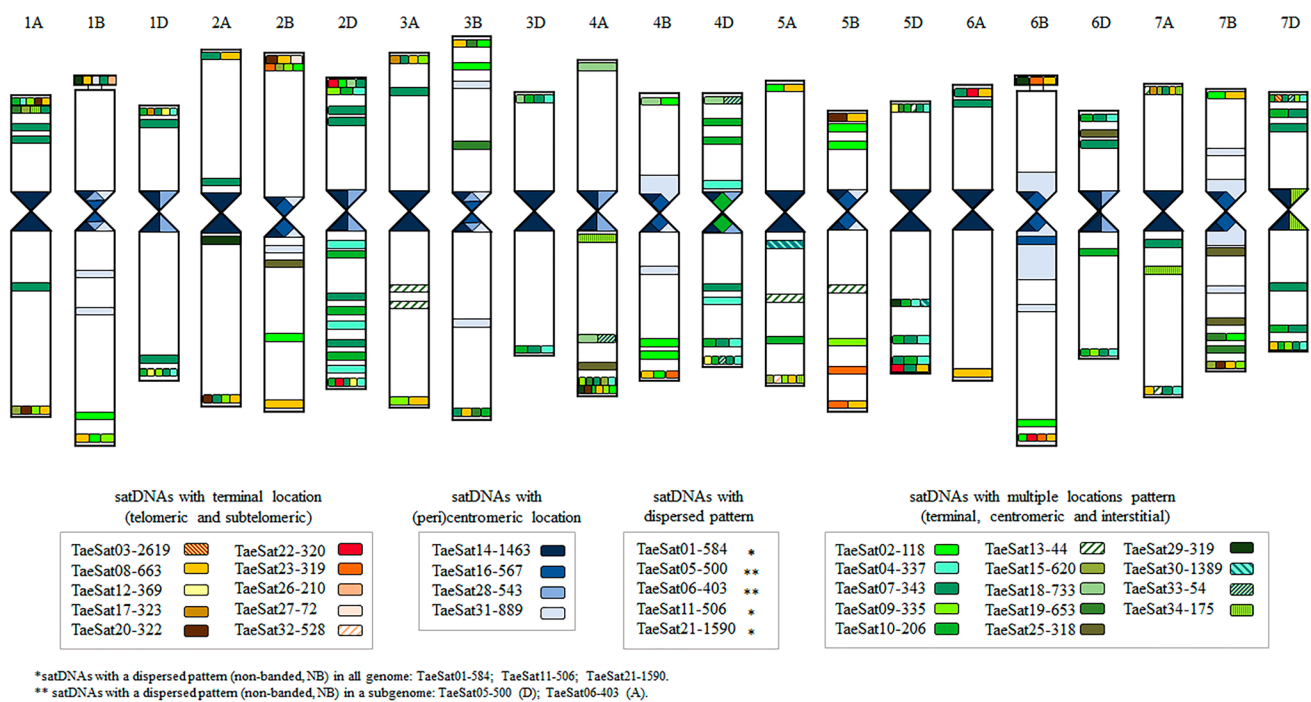 1A 1B 1D 2A 2B 2D 3A 3B 3D 4A 4B 4D 5A 5B 5D 6A 6B 6D 7A 7B 7D
satDNAs with terminal location
(telomeric and subtelomeric)
TaeSat03-2619
TaeSat08-663
TaeSat12-369
TaeSat17-323
TaeSat20-322
TaeSat22-320
TaeSat23-319
TaeSat26-210
TaeSat27-72
TaeSat32-528
satDNAs with
(peri)centromeric location
TaeSat14-1463
TaeSat16-567
TaeSat28-543
TaeSat31-889
satDNAs with
dispersed pattern
TaeSat01-584 *
TaeSat05-500 **
TaeSat06-403 **
TaeSat11-506 *
TaeSat21-1590 *
satDNAs with multiple locations pattern
(terminal, centromeric and interstitial)
TaeSat02-118
TaeSat04-337
TaeSat07-343
TaeSat09-335
TaeSat10-206
TaeSat13-44
TaeSat15-620
TaeSat18-733
TaeSat19-653
TaeSat25-318
TaeSat29-319
TaeSat30-1389
TaeSat33-54
TaeSat34-175
*satDNAs with a dispersed pattern (non-banded, NB) in all genome: TaeSat01-584; TaeSat11-506; TaeSat21-1590.
** satDNAs with a dispersed pattern (non-banded, NB) in a subgenome: TaeSat05-500 (D); TaeSat06-403 (A).